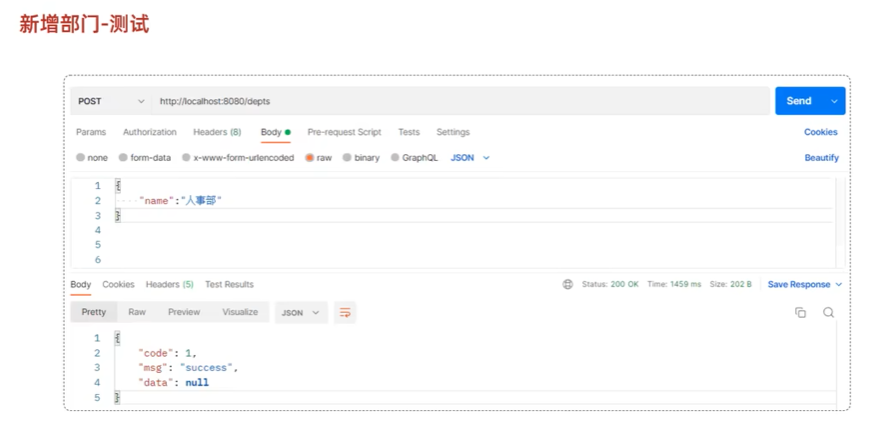 新增部门-测试
POST http://localhost:8080/depts Send
Params Authorization Headers (8) Body Pre-request Script Tests Settings Cookies
none form-data x-www-form-urlencoded raw binary GraphQL JSON Beautify
1 {
2 "name":"人事部"
3 }
4
5
6
Body Cookies Headers (5) Test Results Status: 200 OK Time: 1459 ms Size: 202 B Save Response
Pretty Raw Preview Visualize JSON
1 {
2 "code": 1,
3 "msg": "success",
4 "data": null
5 }